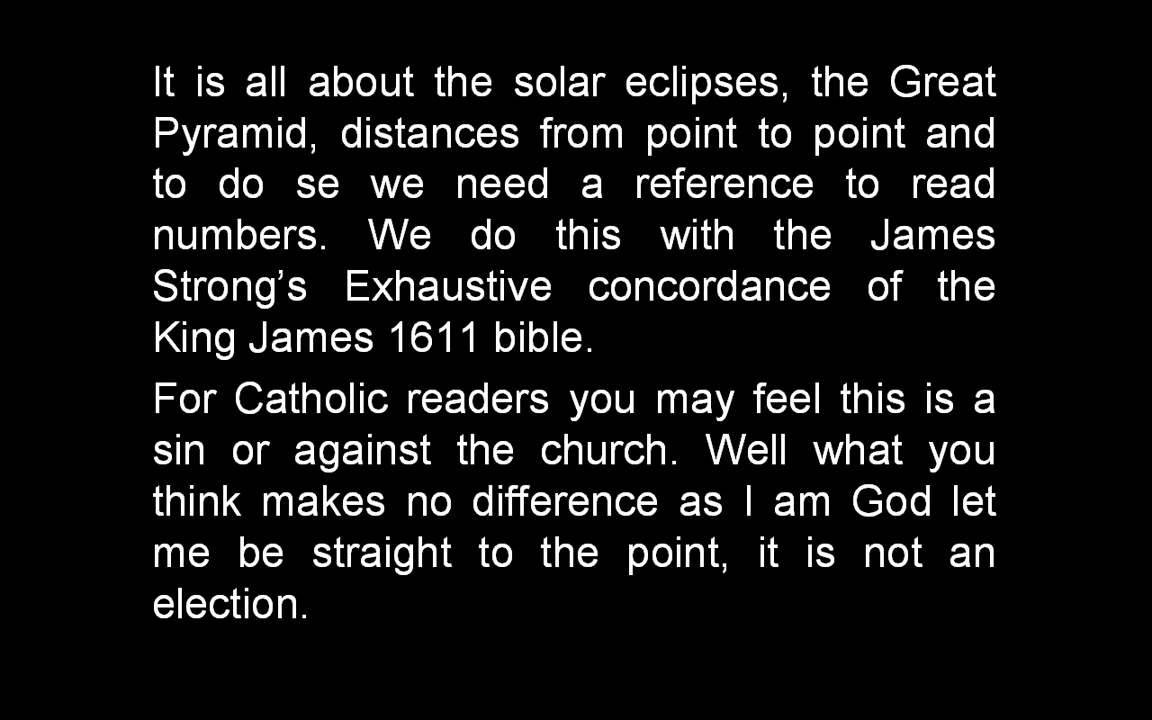 It is all about the solar eclipses, the Great
Pyramid, distances from point to point and
to do se we need a reference to read
numbers. We do this with the James
Strong’s Exhaustive concordance of the
King James 1611 bible.
For Catholic readers you may feel this is a
sin or against the church. Well what you
think makes no difference as I am God let
me be straight to the point, it is not an
election.